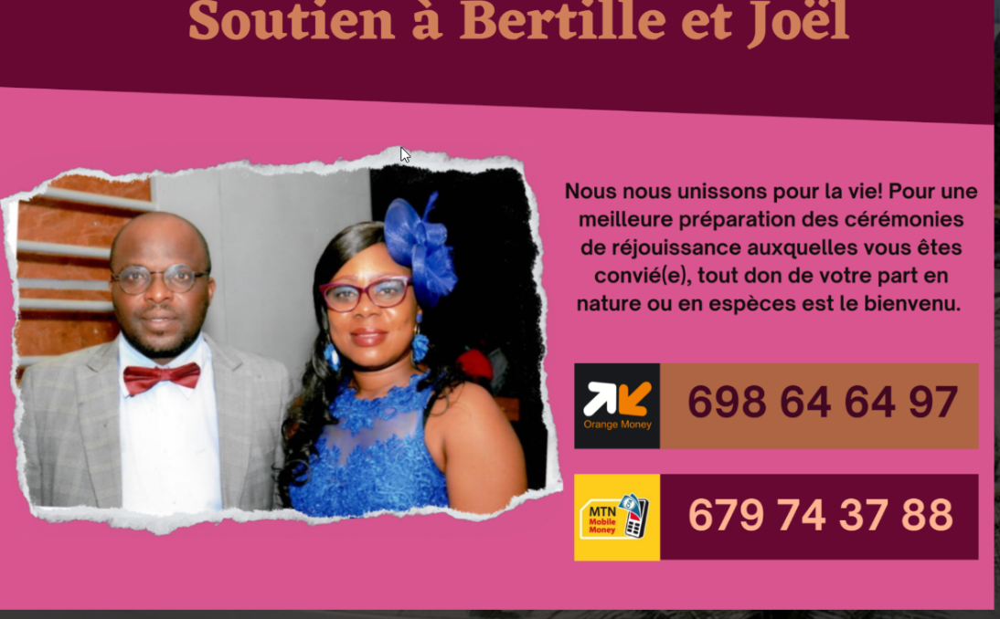 Soutien à Bertille et Joël
Nous nous unissons pour la vie! Pour une
meilleure préparation des cérémonies
de réjouissance auxquelles vous êtes
convié(e), tout don de votre part en
nature ou en espèces est le bienvenu.
Orange Money
698 64 64 97
MTN
Mobile
Money
679 74 37 88